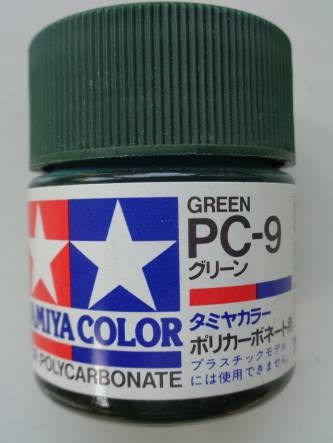 GREEN
PC-9
グリーン
AMIYA COLOR
R POLYCARBONATE
タミヤカラー
ポリカーボネート用
プラスチックモデル
には使用できません。